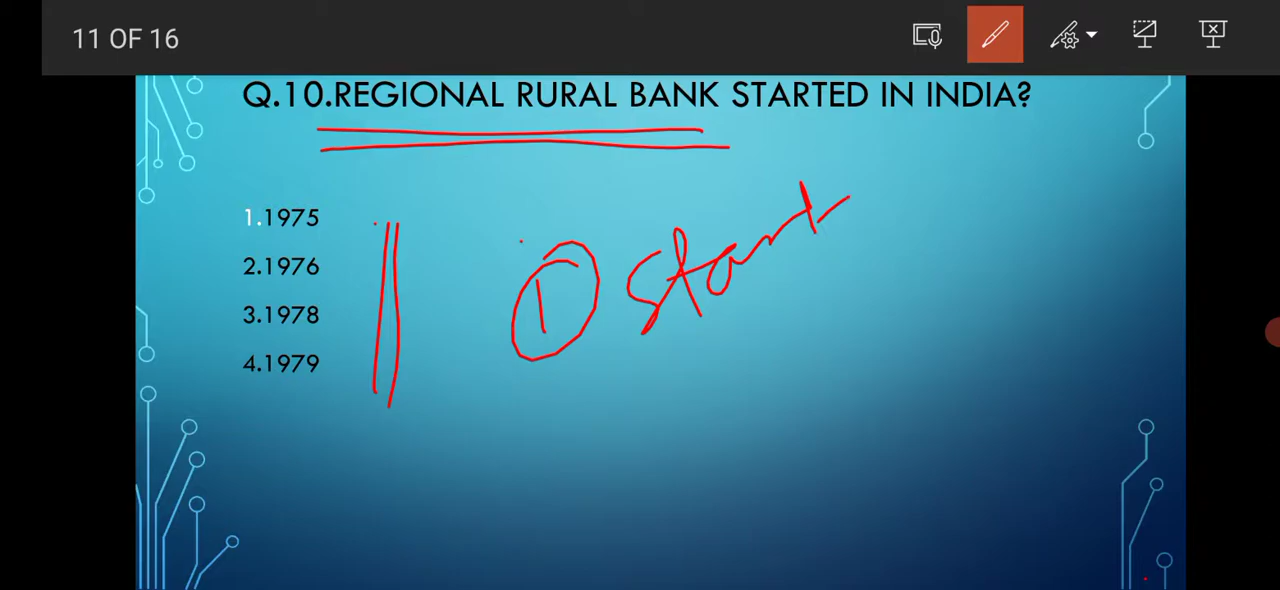 11 OF 16
Q.10.REGIONAL RURAL BANK STARTED IN INDIA?
1.1975
2.1976
3.1978
4.1979
1 start